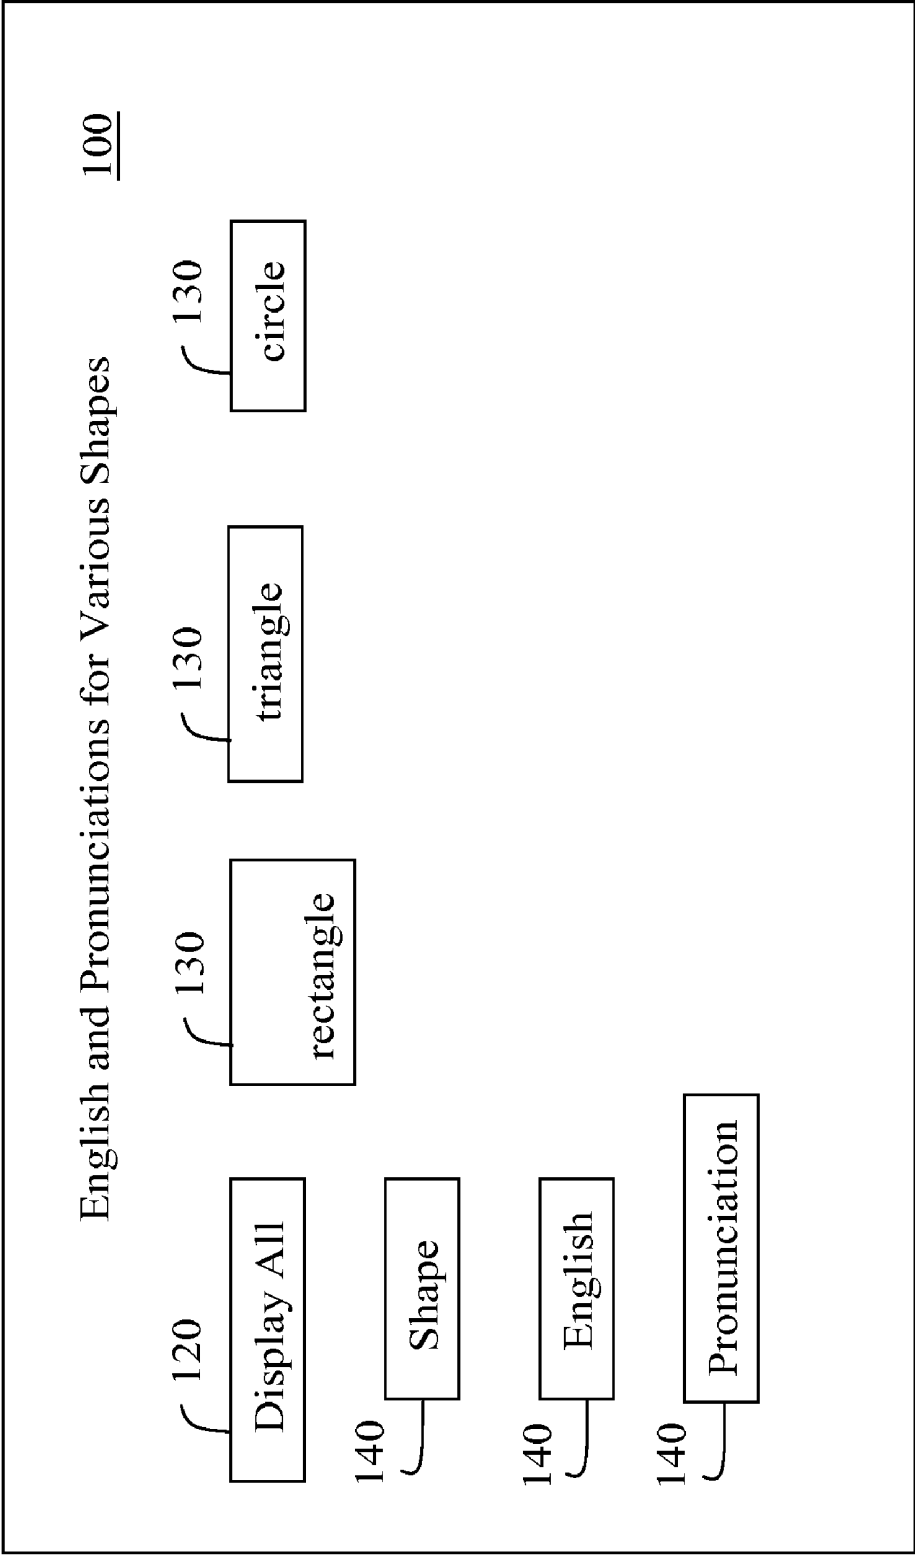 English and Pronunciations for Various Shapes
100
120
130
130
130
Display All
rectangle
triangle
circle
140
Shape
140
English
140
Pronunciation